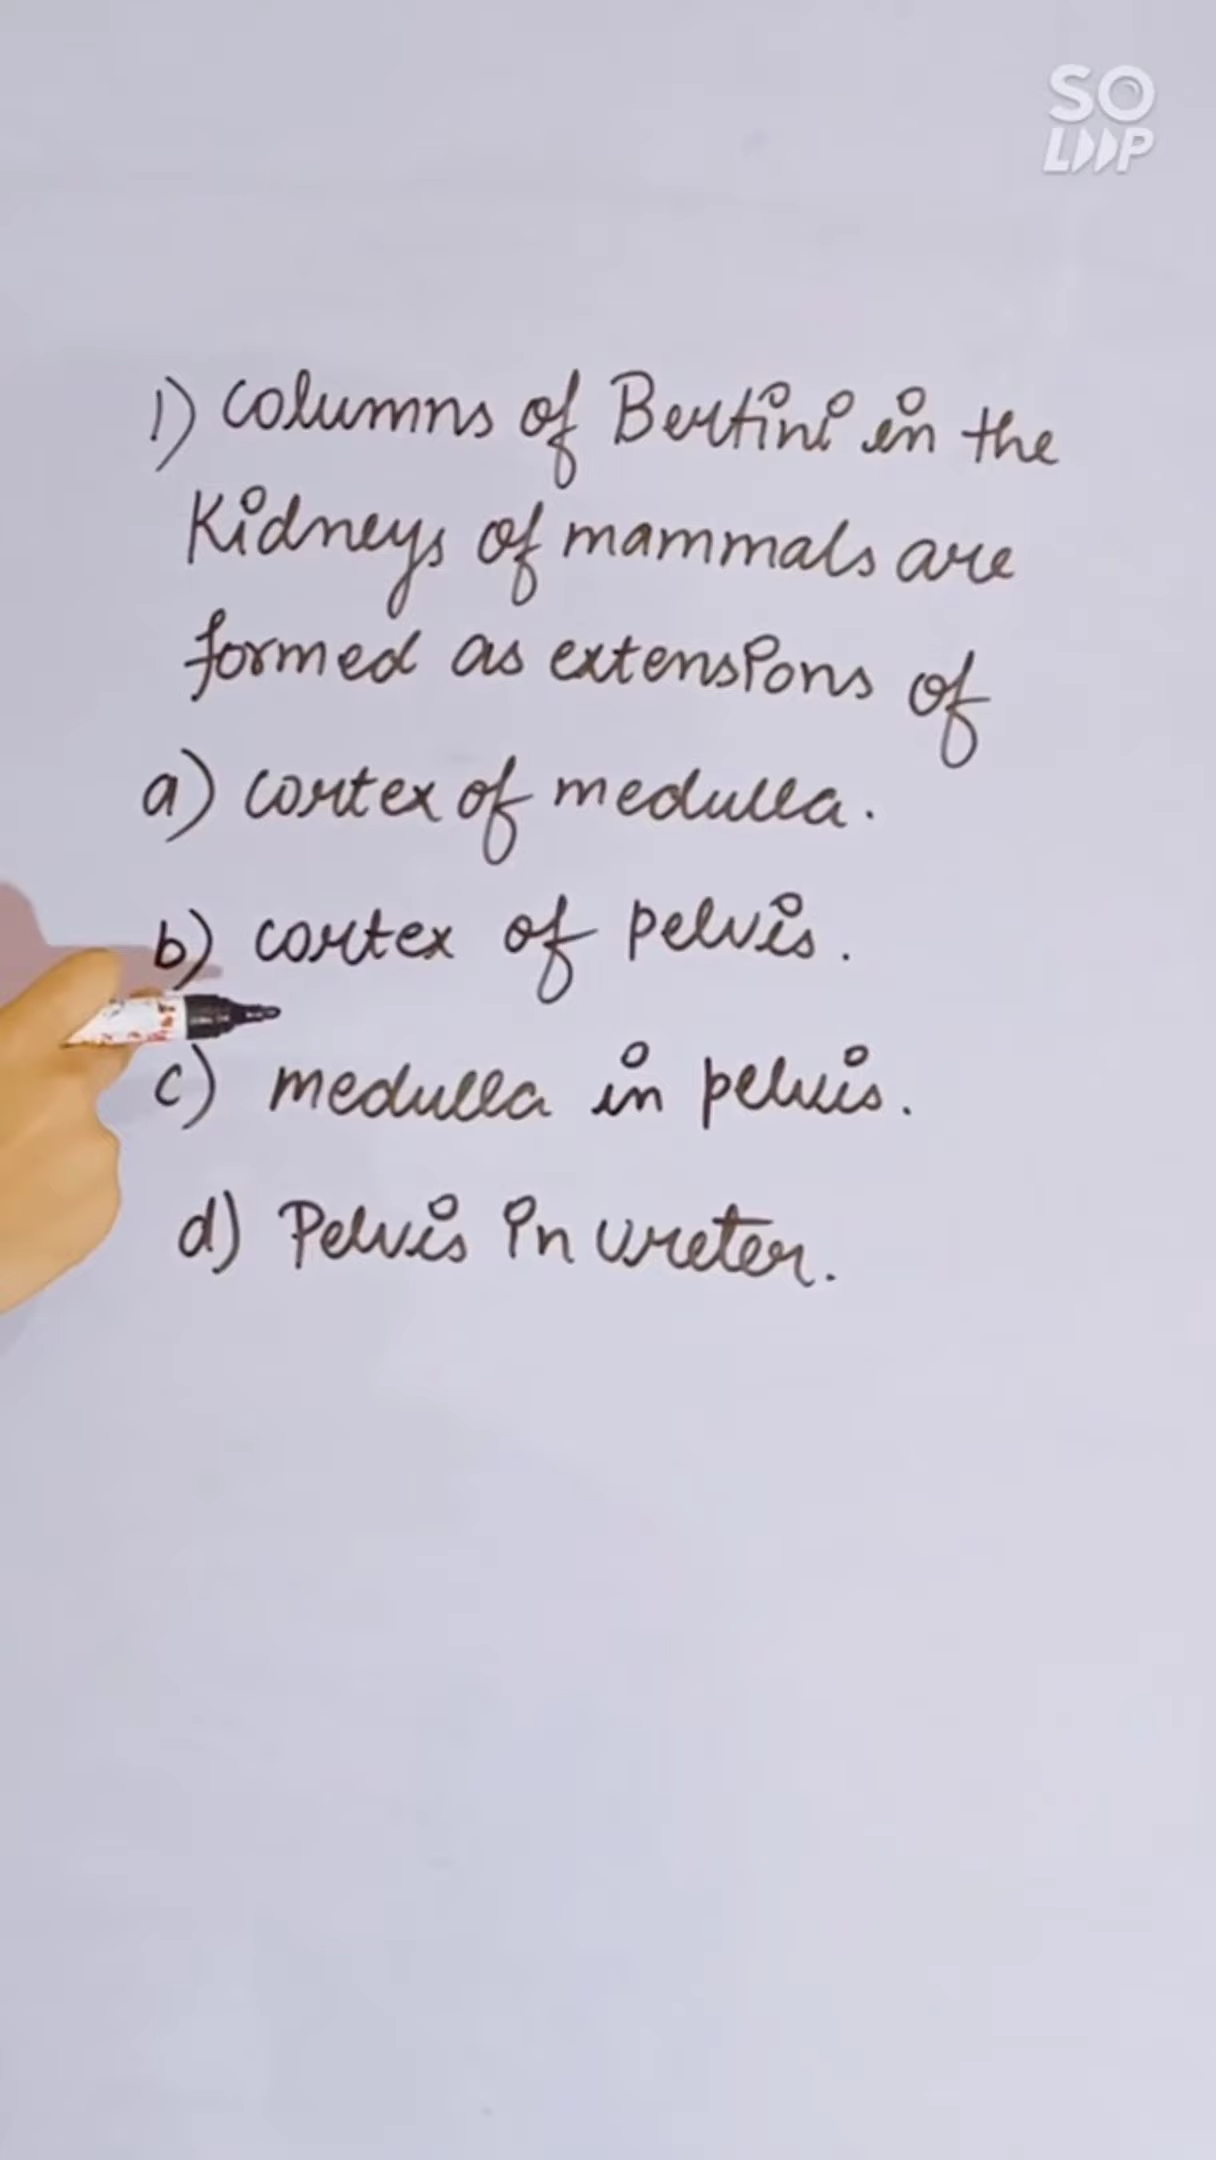 SO
LOOP
1) columns of Bertini in the
Kidneys of mammals are
formed as extensions of
a) cortex of medulla.
b) cortex of pelvis.
c) medulla in pelvis.
d) Pelvis in ureter.